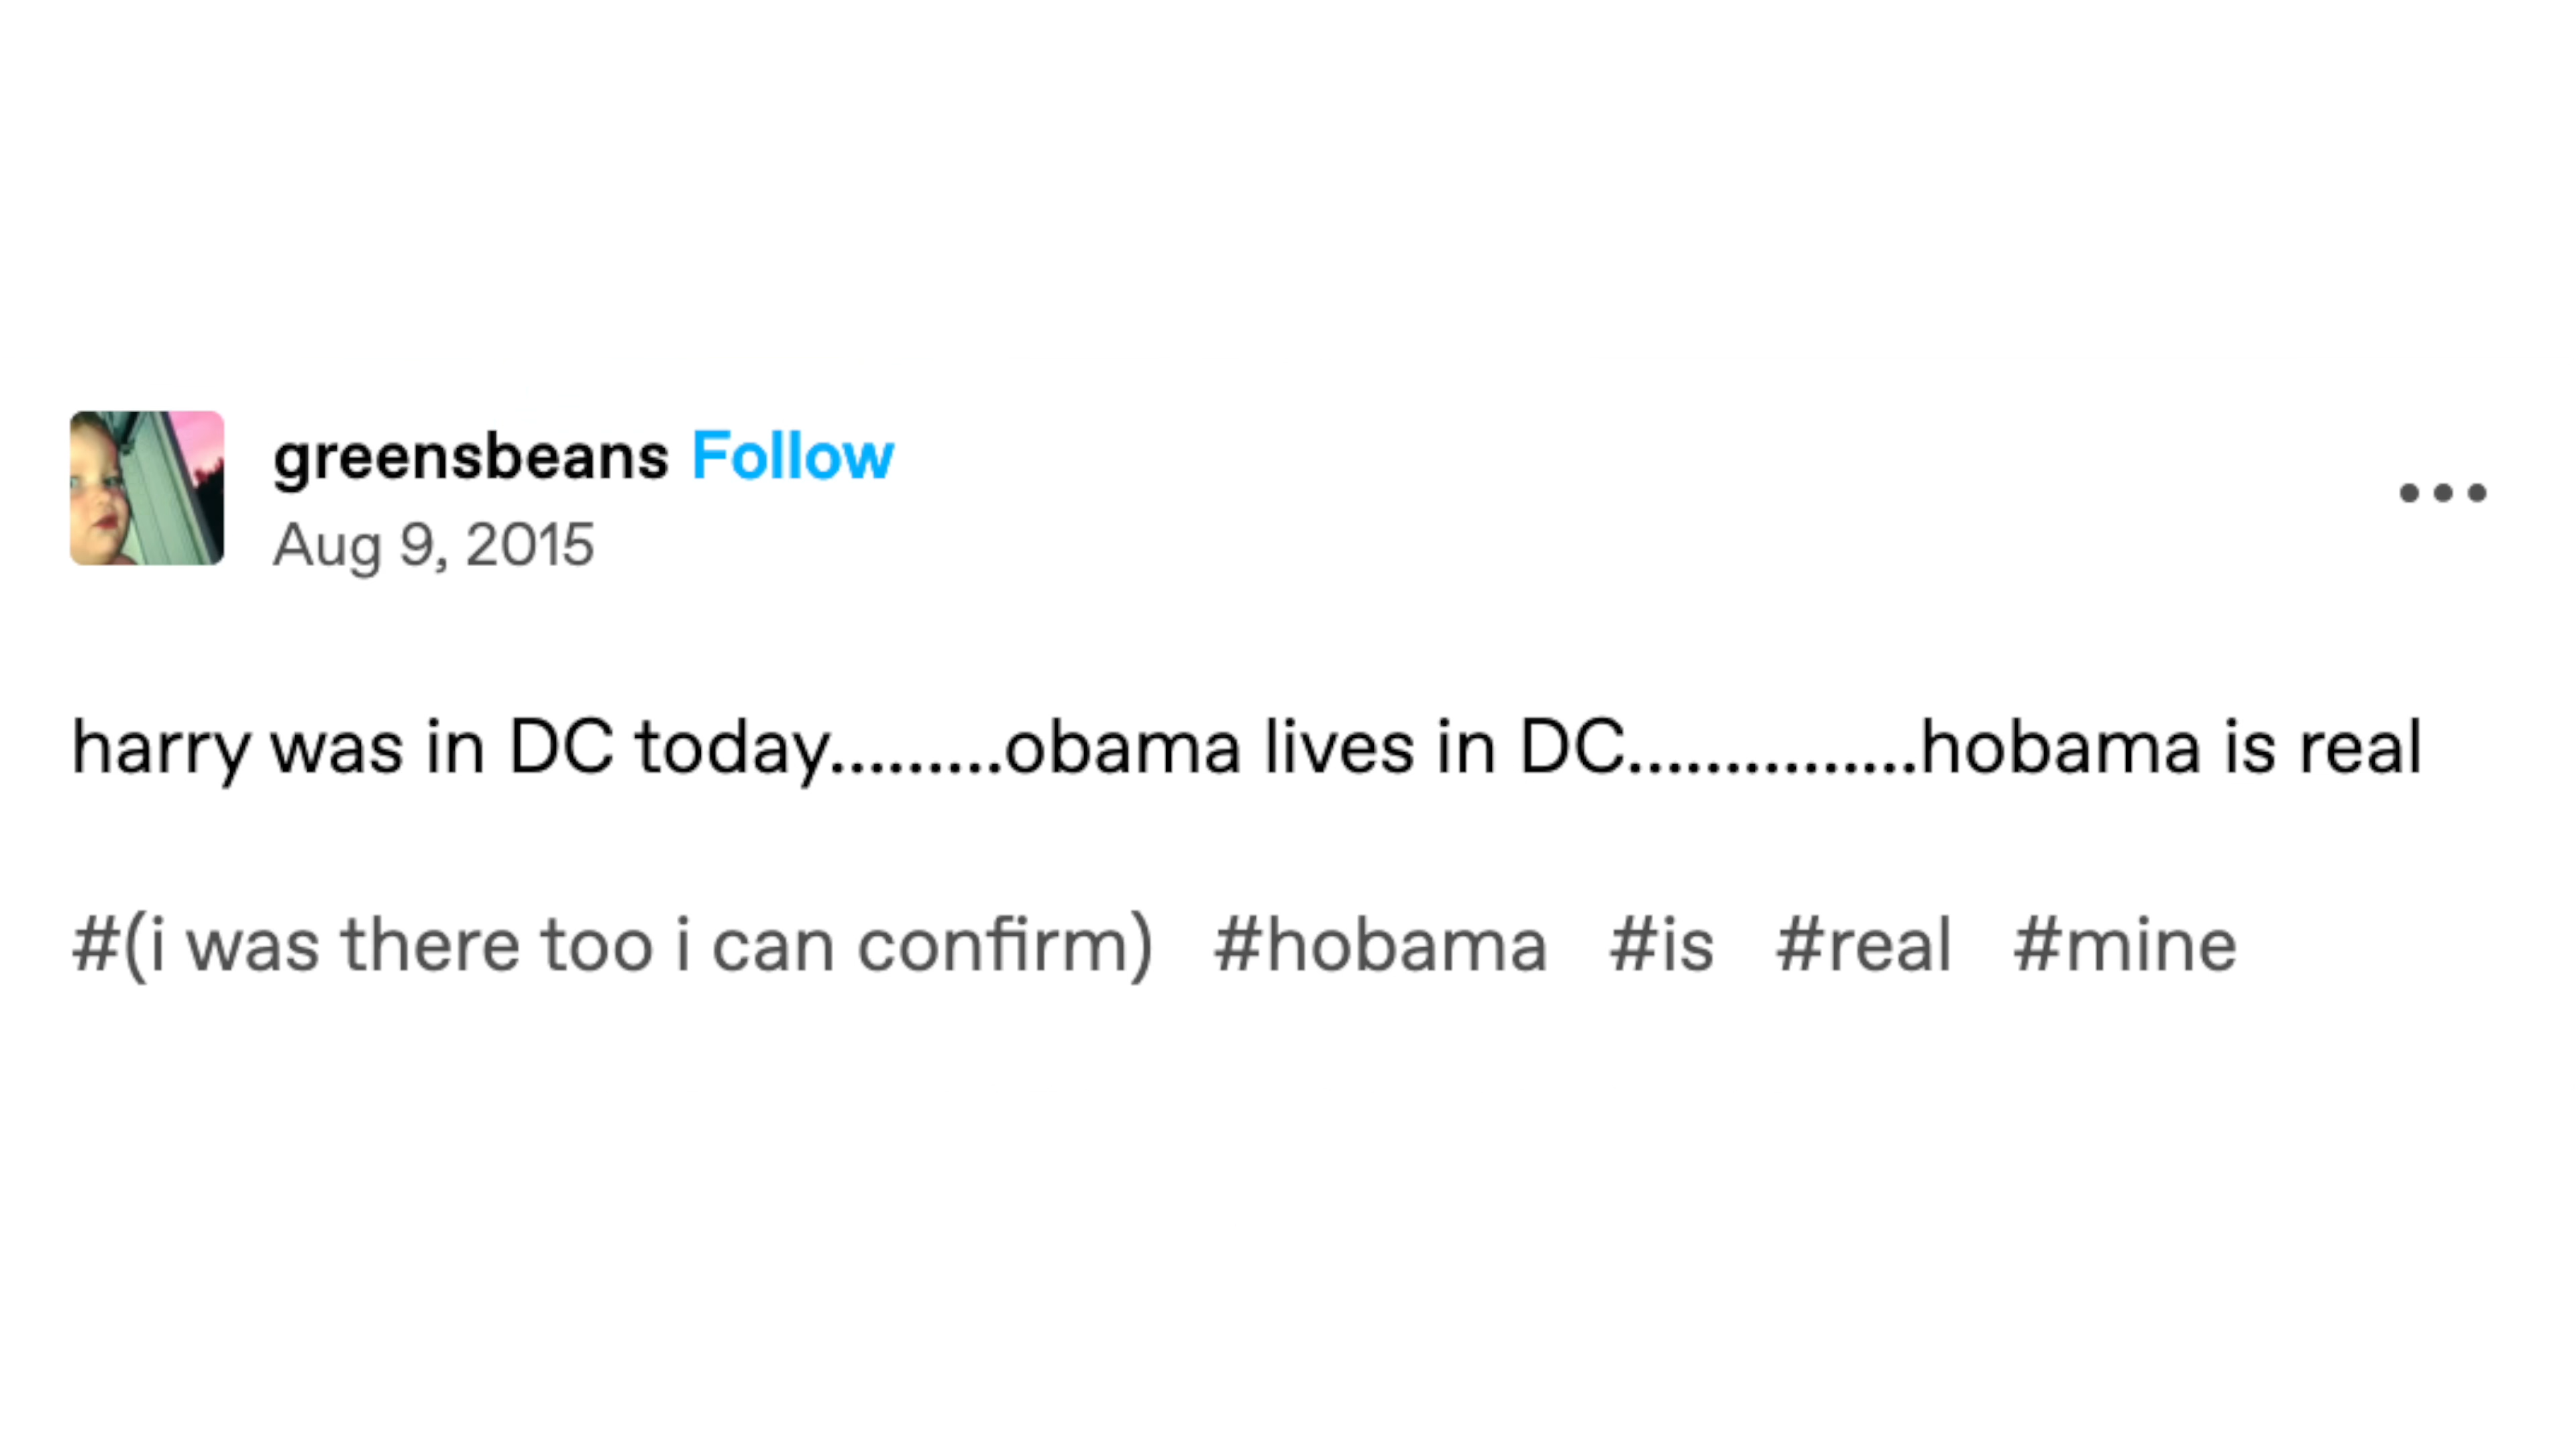 greensbeans Follow
Aug 9, 2015
harry was in DC today.........obama lives in DC...............hobama is real
#(i was there too i can confirm) #hobama #is #real #mine